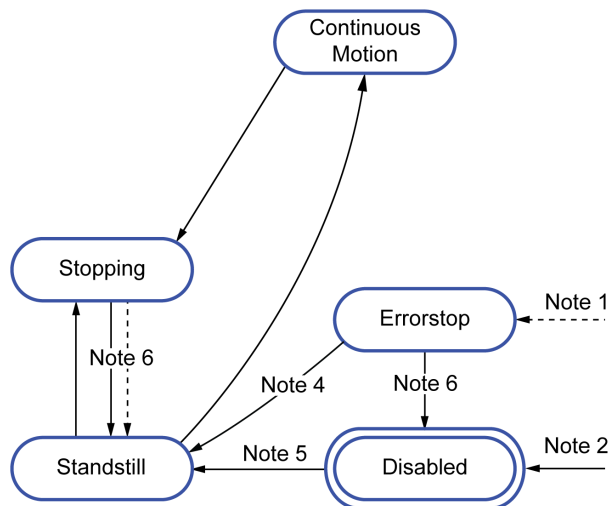 Continuous
Motion
Stopping
Note 1
Errorstop
Note 6
Note 4
Note 6
Note 5
Note 2
Standstill
Disabled